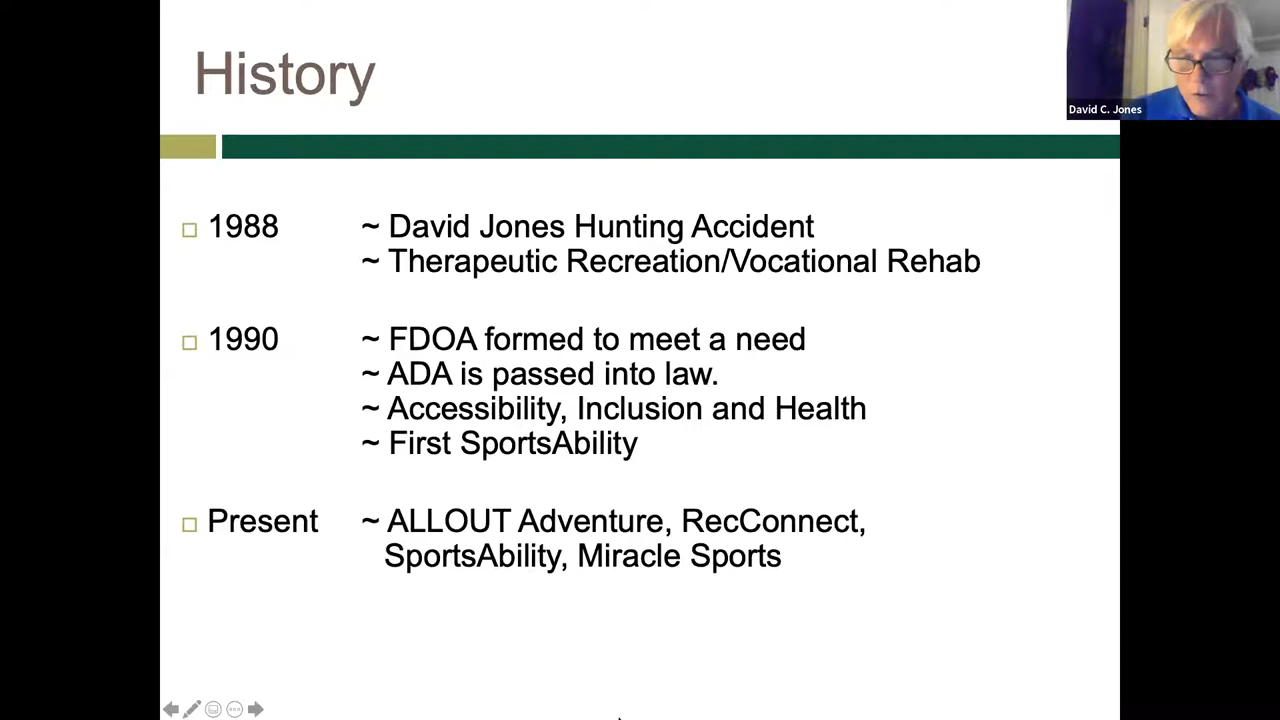 History
David C. Jones
1988 ~ David Jones Hunting Accident
~ Therapeutic Recreation/Vocational Rehab
1990 ~ FDOA formed to meet a need
~ ADA is passed into law.
~ Accessibility, Inclusion and Health
~ First SportsAbility
Present ~ ALLOUT Adventure, RecConnect,
SportsAbility, Miracle Sports